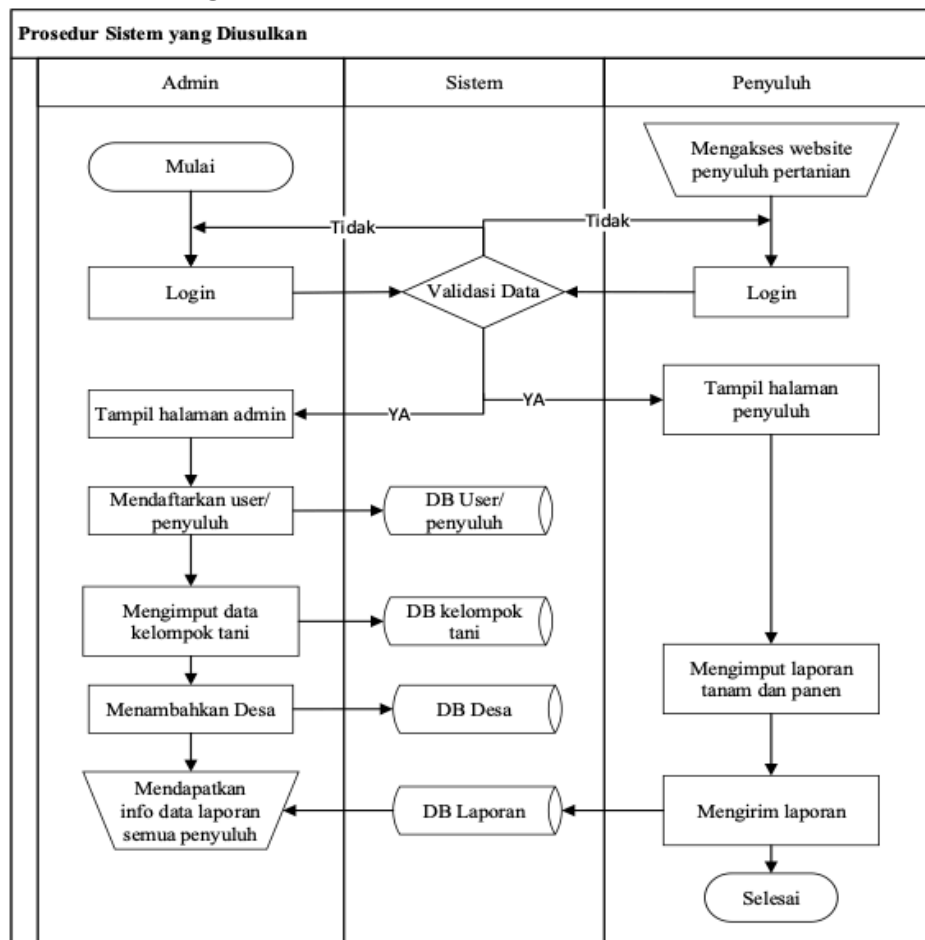 Prosedur Sistem yang Diusulkan
Admin
Sistem
Penyuluh
Mulai
Mengakses website
penyuluh pertanian
Tidak
Tidak
Login
Validasi Data
Login
Tampil halaman admin
YA
YA
Tampil halaman
penyuluh
Mendaftarkan user/
penyuluh
DB User/
penyuluh
Mengimput data
kelompok tani
DB kelompok
tani
Menambahkan Desa
DB Desa
Mengimput laporan
tanam dan panen
Mendapatkan
info data laporan
semua penyuluh
DB Laporan
Mengirim laporan
Selesai